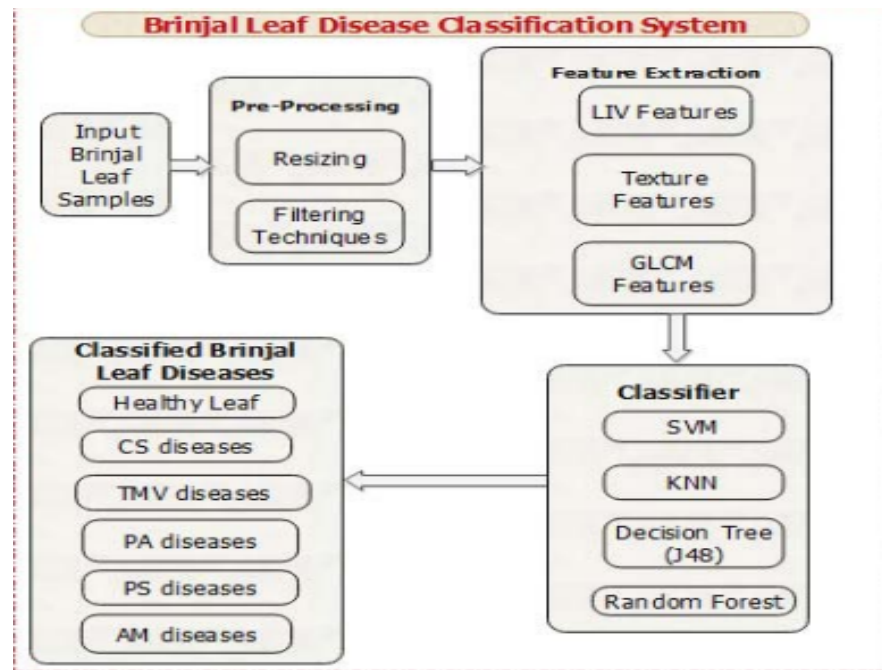 Brinjal Leaf Disease Classification System
Input
Brinjal
Leaf
Samples
Pre-Processing
Resizing
Filtering
Techniques
Feature Extraction
LIV Features
Texture
Features
GLCM
Features
Classifier
SVM
KNN
Decision Tree
(J48)
Random Forest
Classified Brinjal
Leaf Diseases
Healthy Leaf
CS diseases
TMV diseases
PA diseases
PS diseases
AM diseases